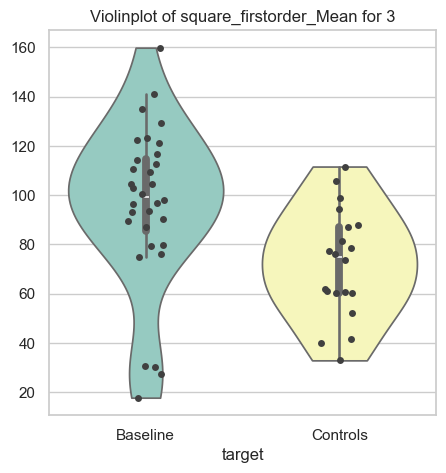 Violinplot of square_firstorder_Mean for 3
160
140
120
100
80
60
40
20
Baseline
Controls
target